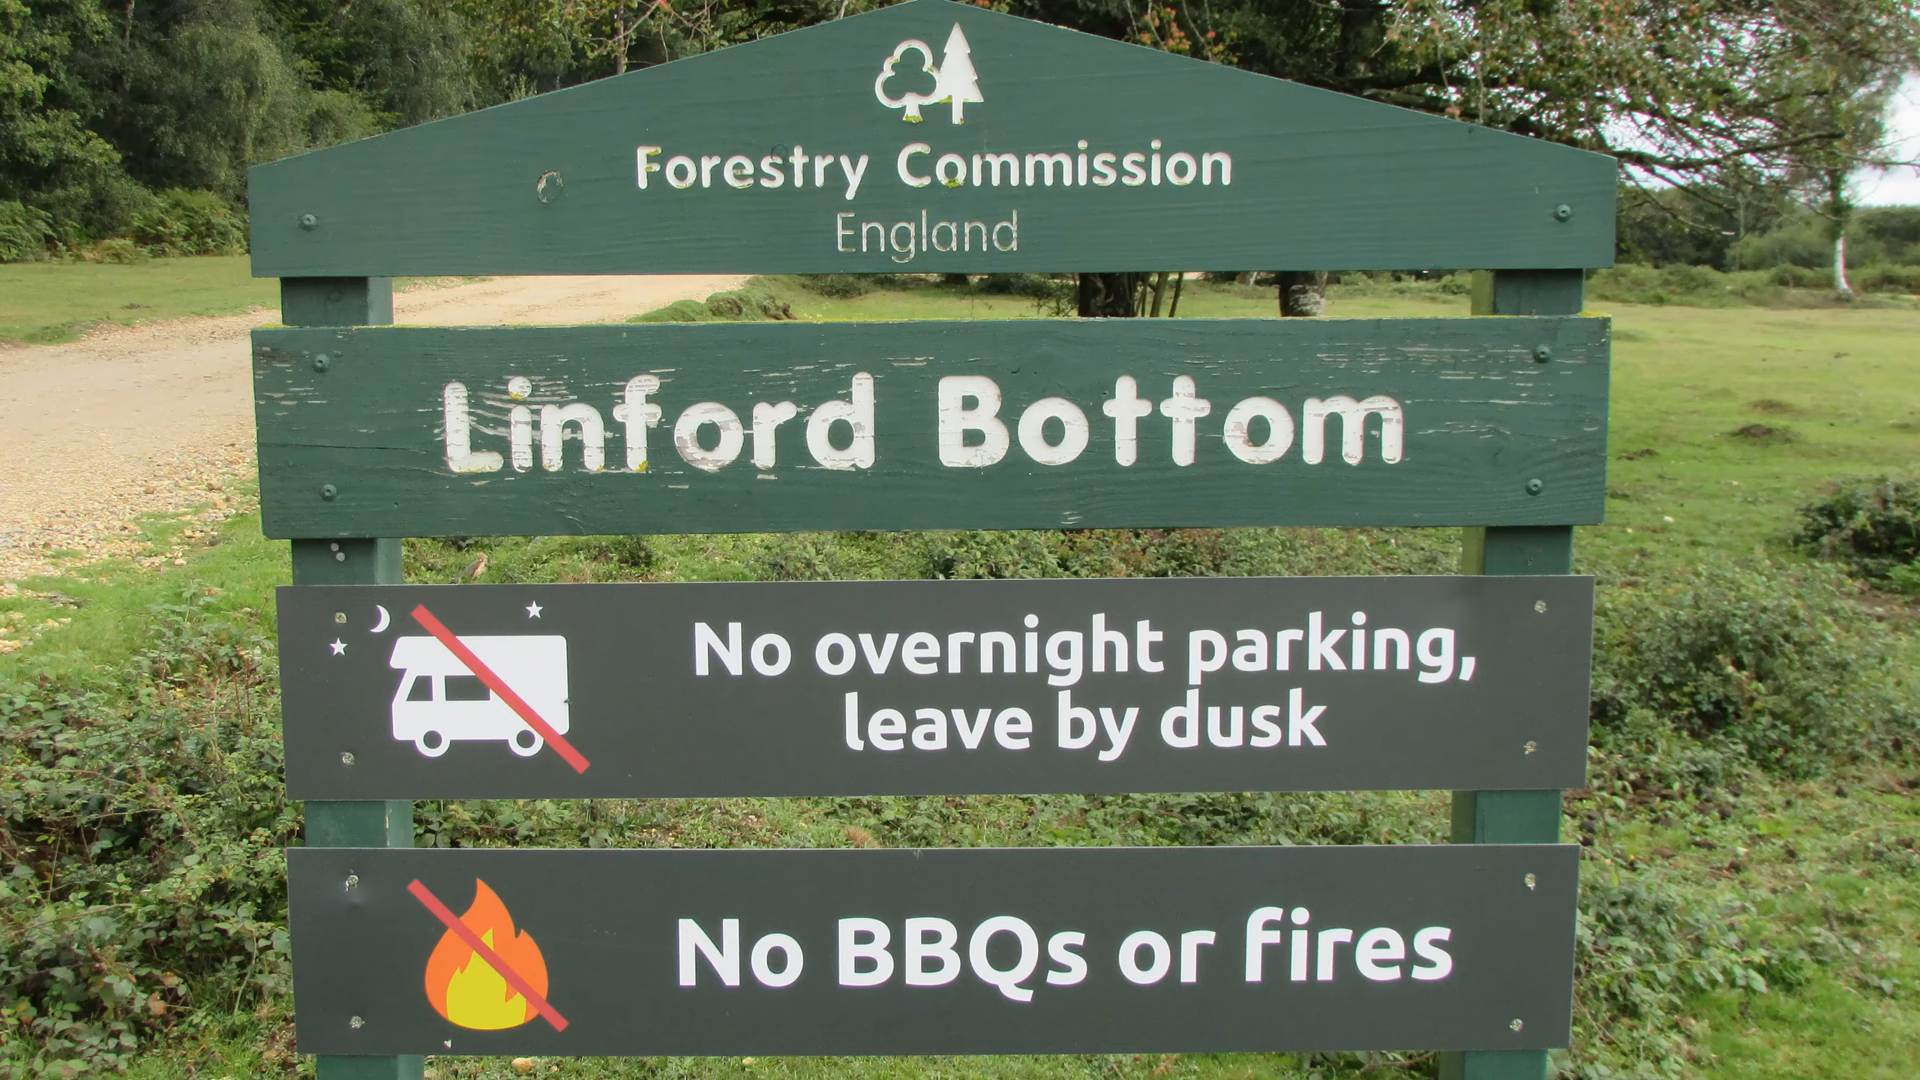 Forestry Commission
England
Linford Bottom
No overnight parking,
leave by dusk
No BBQs or fires